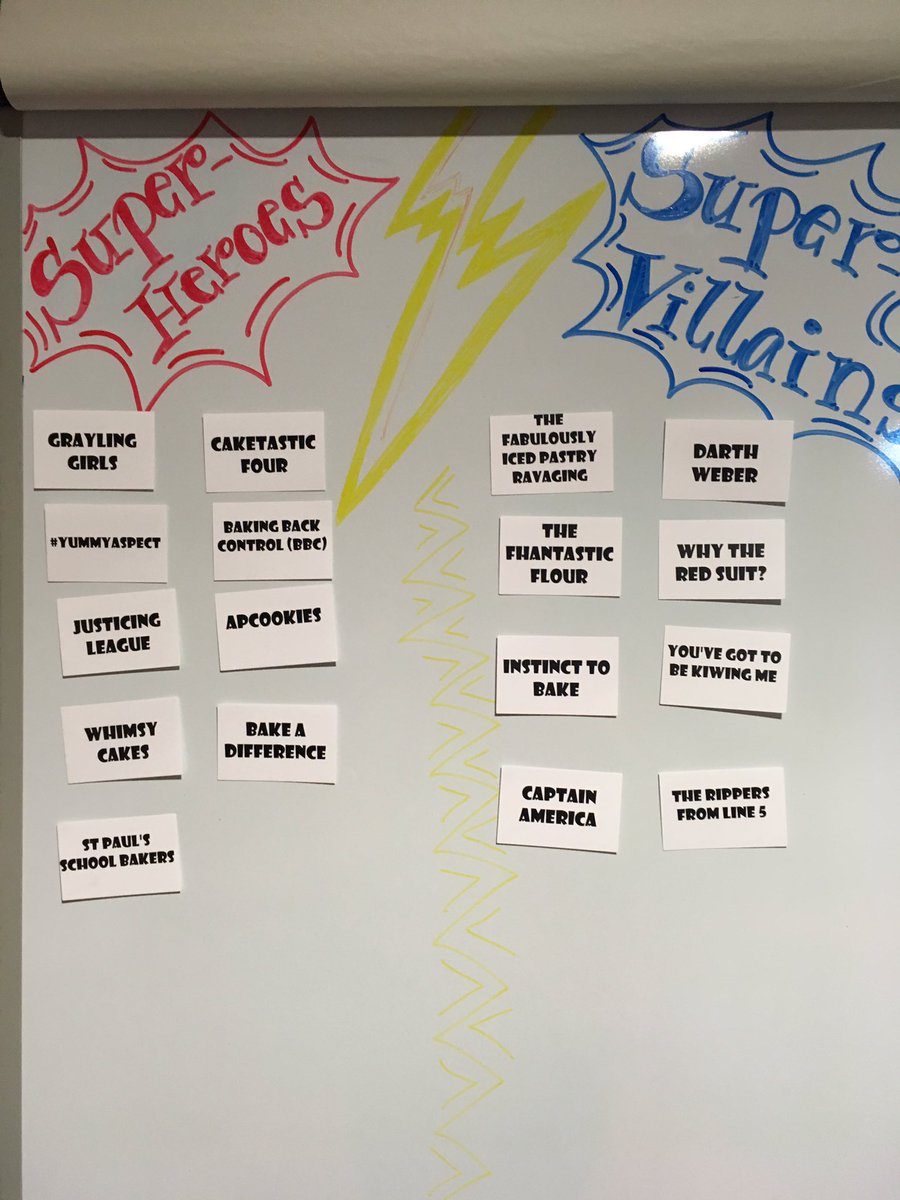 Super-
Heroes
Super-
Villains
GRAYLING
GIRLS
CAKETASTIC
FOUR
#YUMMYASPECT
BAKING BACK
CONTROL (BBC)
JUSTICING
LEAGUE
APCOOKIES
WHIMSY
CAKES
BAKE A
DIFFERENCE
ST PAUL'S
SCHOOL BAKERS
THE
FABULOUSLY
ICED PASTRY
RAVAGING
DARTH
WEBER
THE
FHANTASTIC
FLOUR
WHY THE
RED SUIT?
INSTINCT TO
BAKE
YOU'VE GOT TO
BE KIWING ME
CAPTAIN
AMERICA
THE RIPPERS
FROM LINE 5